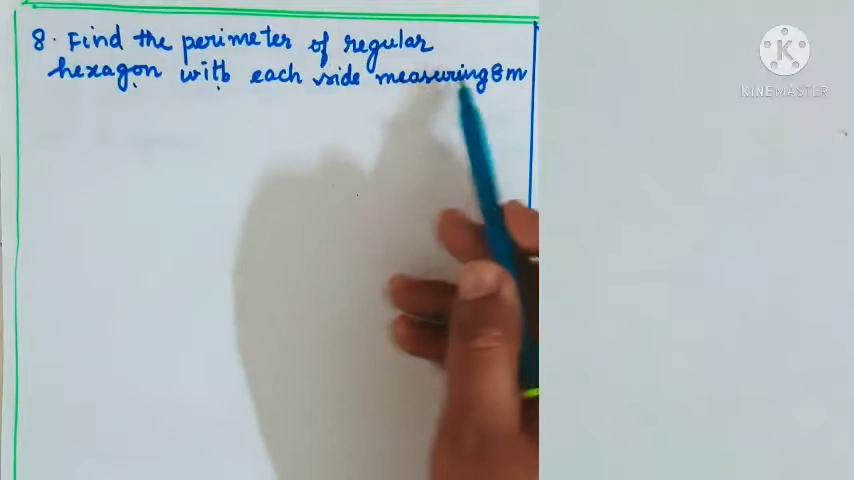 8. Find the perimeter of regular
hexagon with each side measuring 8m
KINEMASTER